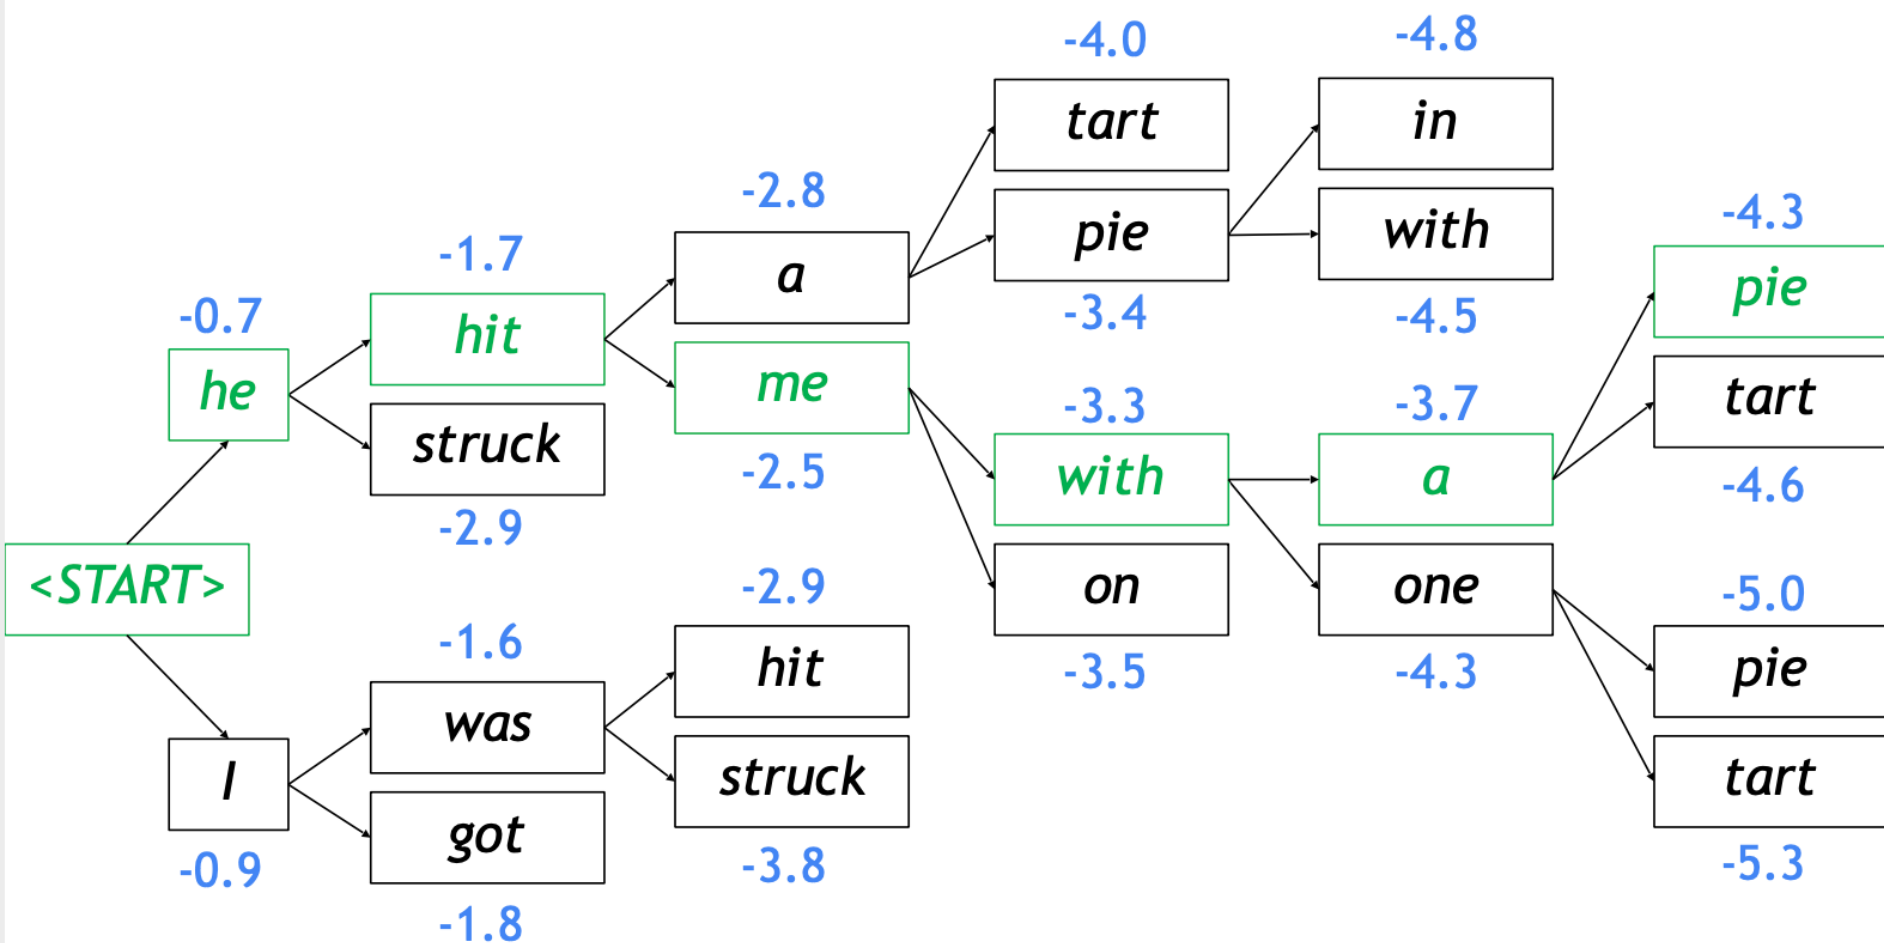 -4.0
-4.8
tart
in
-2.8
-4.3
pie
with
-1.7
a
pie
-0.7
-3.4
-4.5
hit
he
me
-3.3
-3.7
tart
struck
-2.5
with
a
-4.6
-2.9
<START>
-2.9
on
one
-5.0
-1.6
hit
-3.5
-4.3
pie
was
I
struck
tart
got
-0.9
-3.8
-5.3
-1.8